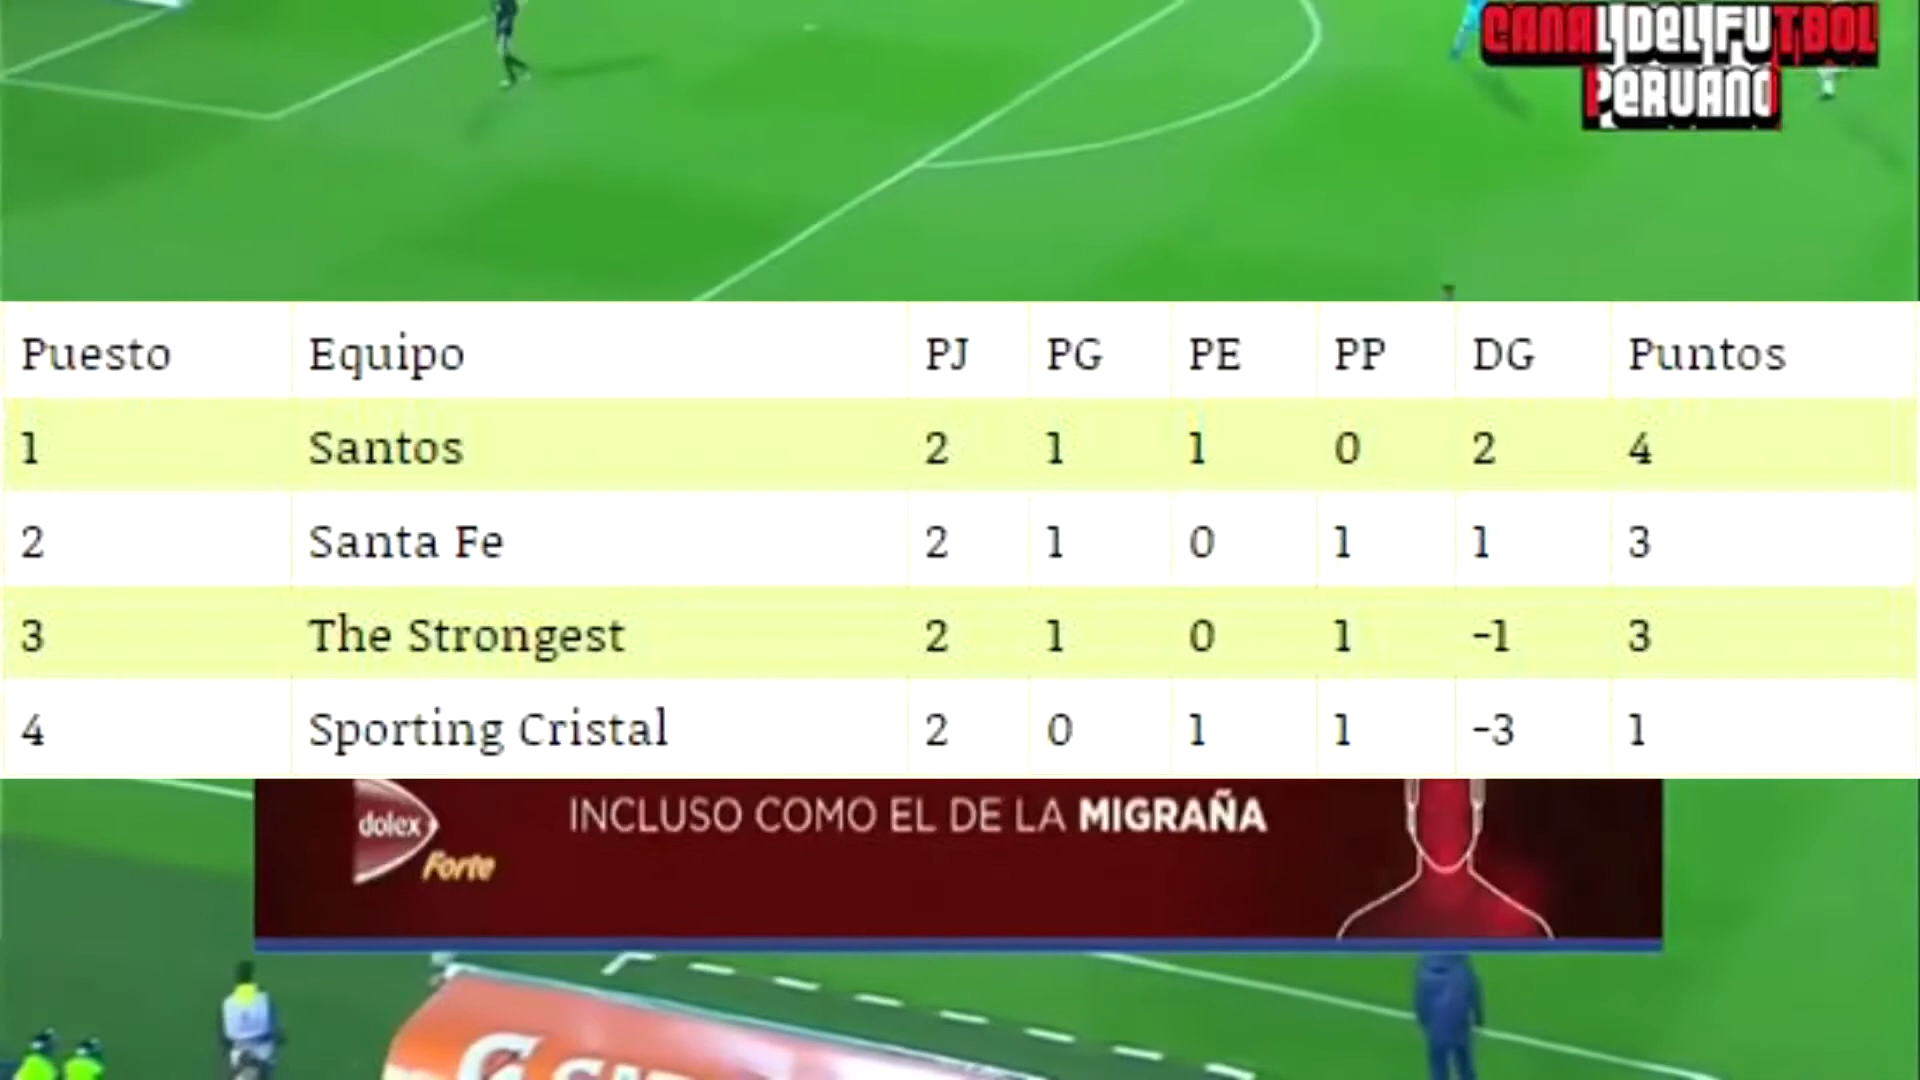 CANAL DEL FUTBOL
PERUANO
Puesto Equipo PJ PG PE PP DG Puntos
1 Santos 2 1 1 0 2 4
2 Santa Fe 2 1 0 1 1 3
3 The Strongest 2 1 0 1 -1 3
4 Sporting Cristal 2 0 1 1 -3 1
dolex
Forte
INCLUSO COMO EL DE LA MIGRAÑA
G